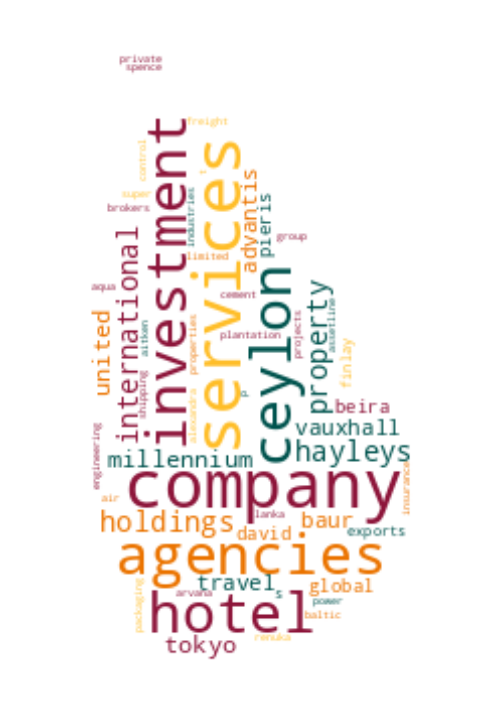 private
spence
freight
investment
services
control
super
brokers
industries
advantis
pieris
group
international
limited
ceylon
aqua
cement
property
united
aitken
properties
plantation
projects
assetline
finlay
shipping
alexandra
p
beira
engineering
vauxhall
millennium
hayleys
company
insurance
air
holdings
lanka
baur
david
exports
agencies
travel
global
packaging
arvana
s
power
hotel
baltic
tokyo
renuka